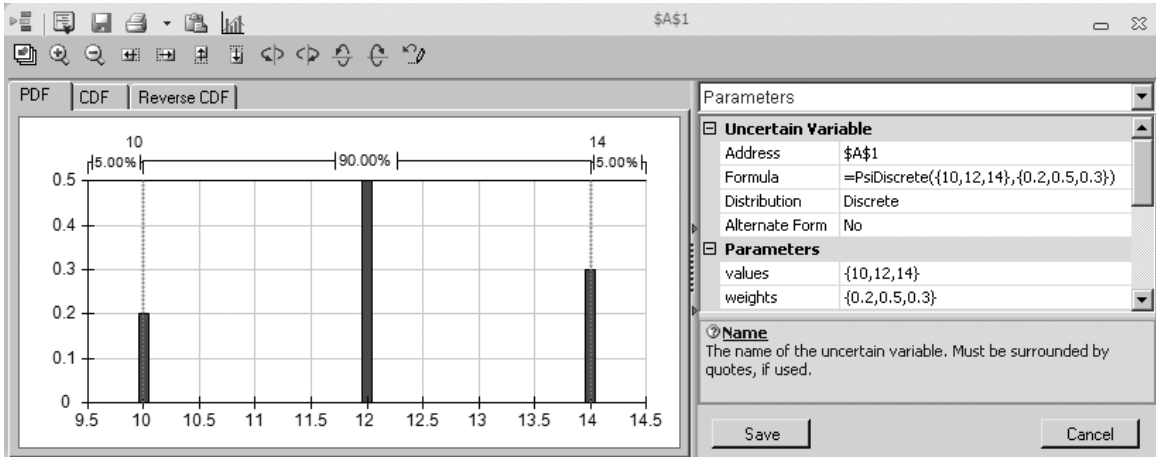 $A$1
PDF
CDF
Reverse CDF
10
14
5.00%
90.00%
5.00%
0.5
0.4
0.3
0.2
0.1
0
9.5 10 10.5 11 11.5 12 12.5 13 13.5 14 14.5
Parameters
Uncertain Variable
Address $A$1
Formula =PsiDiscrete({10,12,14},{0.2,0.5,0.3})
Distribution Discrete
Alternate Form No
Parameters
values {10,12,14}
weights {0.2,0.5,0.3}
Name
The name of the uncertain variable. Must be surrounded by
quotes, if used.
Save
Cancel